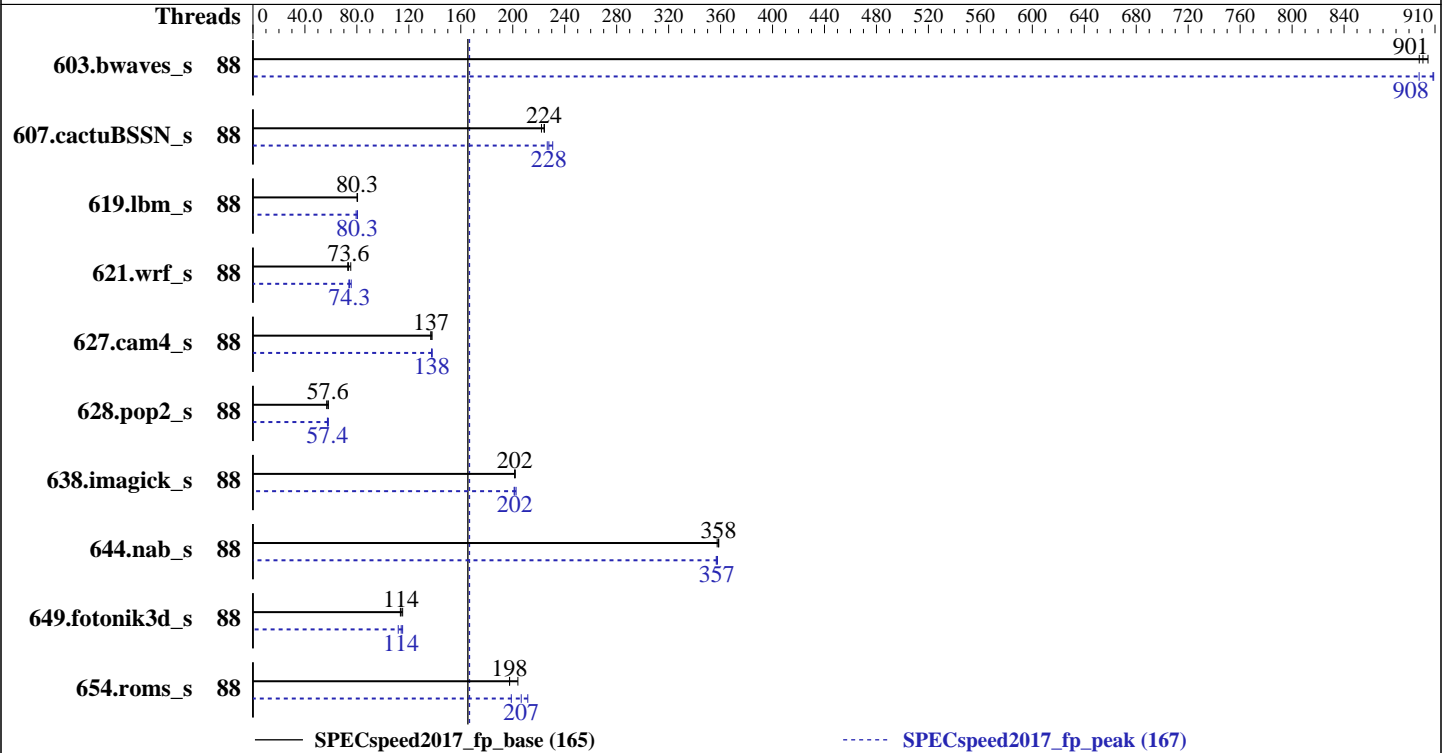 Threads 0 40.0 80.0 120 160 200 240 280 320 360 400 440 480 520 560 600 640 680 720 760 800 840 910
901
603.bwaves_s 88
908
224
607.cactuBSSN_s 88
228
80.3
619.lbm_s 88
80.3
73.6
621.wrf_s 88
74.3
137
627.cam4_s 88
138
57.6
628.pop2_s 88
57.4
202
638.imagick_s 88
202
358
644.nab_s 88
357
114
649.fotonik3d_s 88
114
198
654.roms_s 88
207
SPECspeed2017_fp_base (165) SPECspeed2017_fp_peak (167)